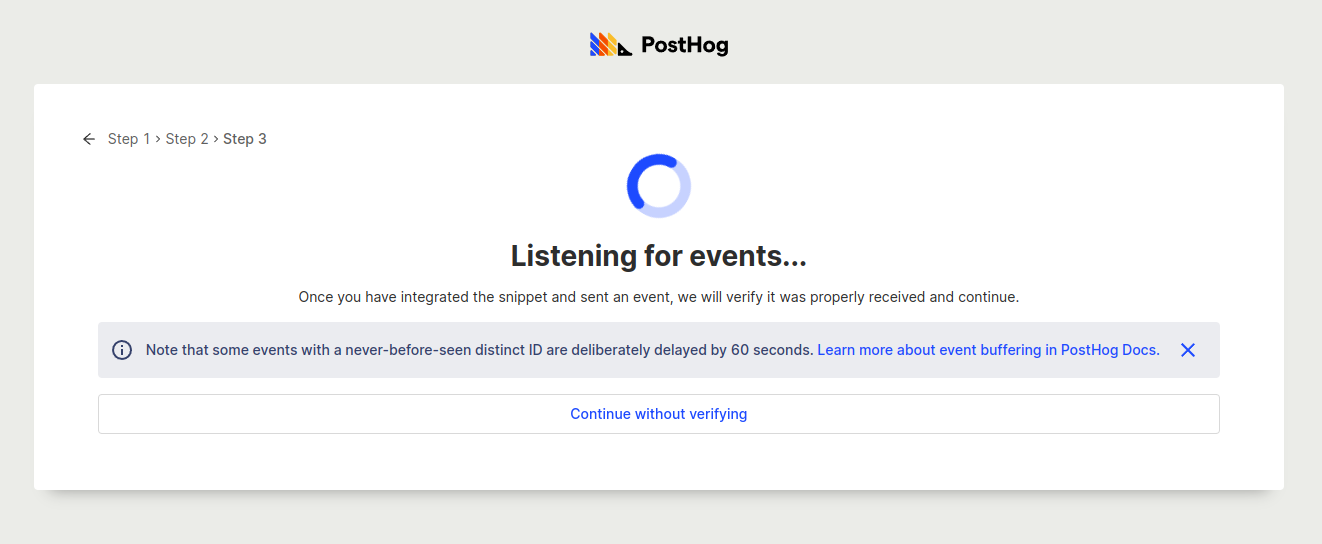 PostHog
Step 1 › Step 2 › Step 3
Listening for events...
Once you have integrated the snippet and sent an event, we will verify it was properly received and continue.
Note that some events with a never-before-seen distinct ID are deliberately delayed by 60 seconds. Learn more about event buffering in PostHog Docs.
Continue without verifying